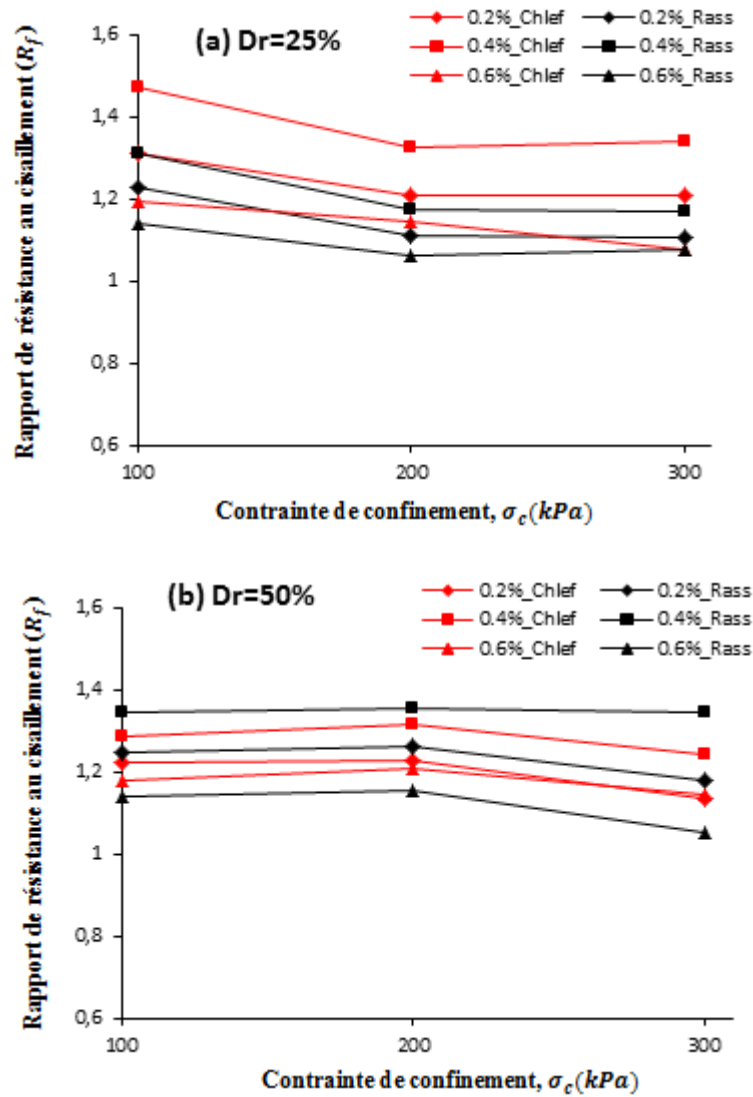 (a) Dr=25%
0.2%_Chlef
0.2%_Rass
0.4%_Chlef
0.4%_Rass
0.6%_Chlef
0.6%_Rass
Rapport de résistance au cisaillement (R_f)
1,6
1,4
1,2
1
0,8
0,6
100
200
300
Contrainte de confinement, σ_c(kPa)
(b) Dr=50%
0.2%_Chlef
0.2%_Rass
0.4%_Chlef
0.4%_Rass
0.6%_Chlef
0.6%_Rass
Rapport de résistance au cisaillement (R_f)
1,6
1,4
1,2
1
0,8
0,6
100
200
300
Contrainte de confinement, σ_c(kPa)